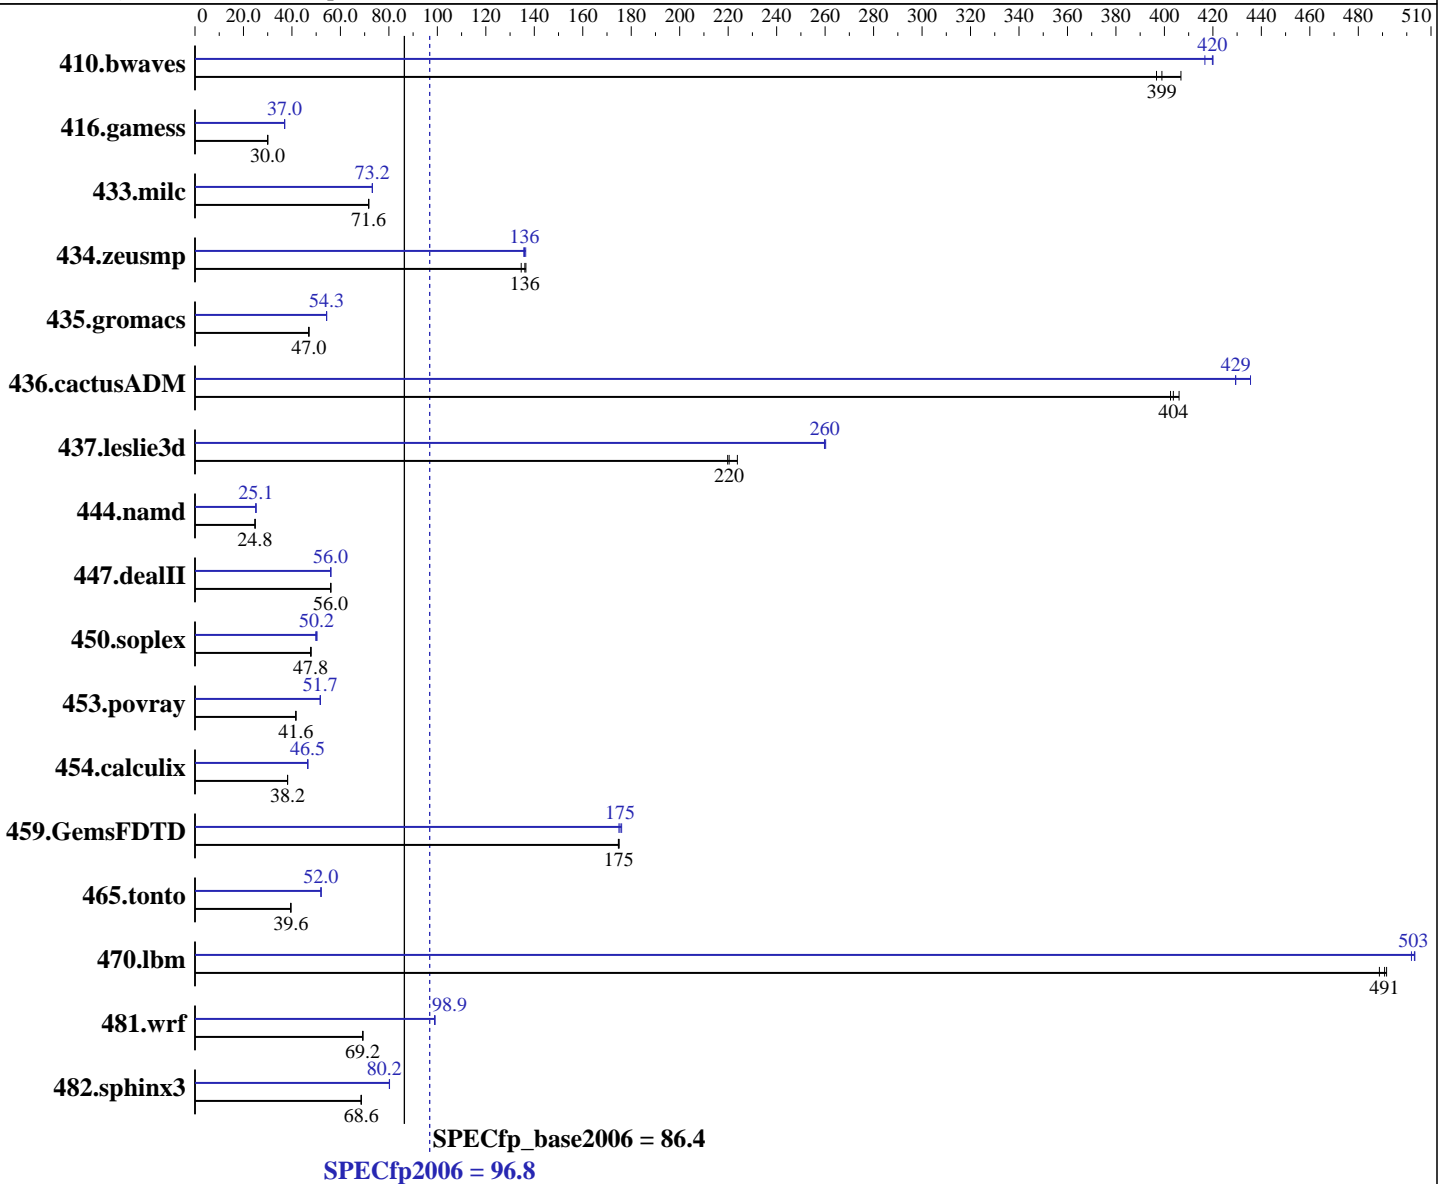 0 20.0 40.0 60.0 80.0 100 120 140 160 180 200 220 240 260 280 300 320 340 360 380 400 420 440 460 480 510
420
410.bwaves
399
37.0
416.gamess
30.0
73.2
433.milc
71.6
136
434.zeusmp
136
54.3
435.gromacs
47.0
429
436.cactusADM
404
260
437.leslie3d
220
25.1
444.namd
24.8
56.0
447.dealII
56.0
50.2
450.soplex
47.8
51.7
453.povray
41.6
46.5
454.calculix
38.2
175
459.GemsFDTD
175
52.0
465.tonto
39.6
503
470.lbm
491
98.9
481.wrf
69.2
80.2
482.sphinx3
68.6
SPECfp_base2006 = 86.4
SPECfp2006 = 96.8